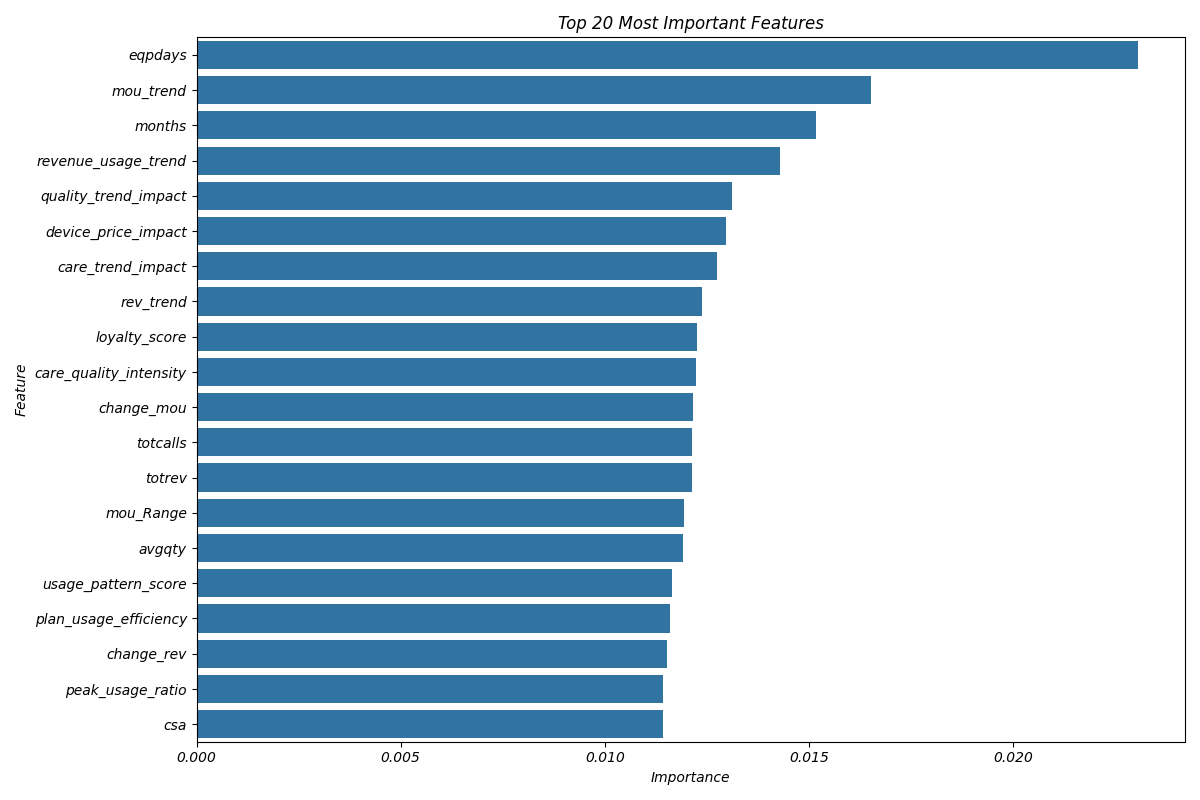 Top 20 Most Important Features
eqpdays
mou_trend
months
revenue_usage_trend
quality_trend_impact
device_price_impact
care_trend_impact
rev_trend
loyalty_score
care_quality_intensity
change_mou
totcalls
totrev
mou_Range
avgqty
usage_pattern_score
plan_usage_efficiency
change_rev
peak_usage_ratio
csa
Feature
0.000 0.005 0.010 0.015 0.020
Importance